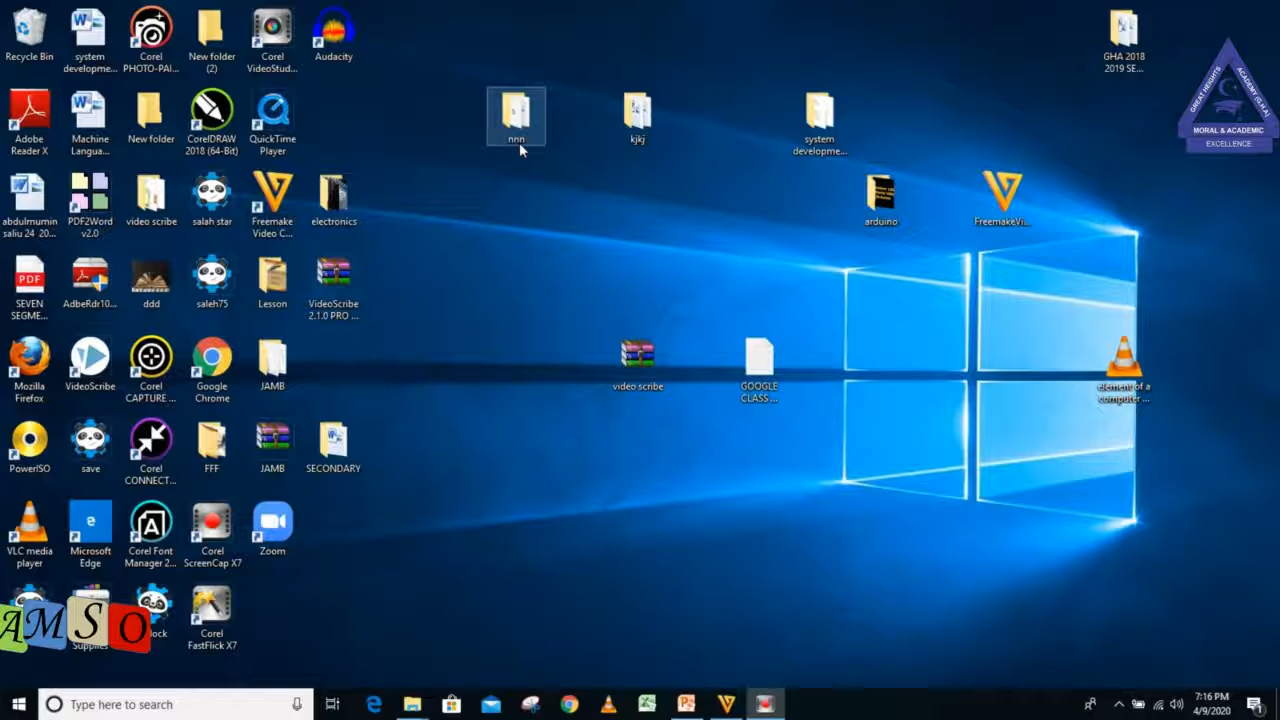 Recycle Bin
system
developme...
Corel
PHOTO-PAI...
New folder
(2)
Corel
VideoStud...
Audacity
GHA 2018
2019 SE...
GREAT HEIGHTS
ACADEMY (G.H.A)
MORAL & ACADEMIC
EXCELLENCE
Adobe
Reader X
Machine
Langua...
New folder
CorelDRAW
2018 (64-Bit)
QuickTime
Player
nnn
kjkj
system
developme...
abdulmumin
saliu 24 20...
PDF2Word
v2.0
video scribe
salah star
Freemake
Video C...
electronics
arduino
FreemakeVi...
PDF
SEVEN
SEGME...
AdbeRdr10...
ddd
saleh75
Lesson
VideoScribe
2.1.0 PRO ...
Mozilla
Firefox
VideoScribe
Corel
CAPTURE ...
Google
Chrome
JAMB
video scribe
GOOGLE
CLASS ...
element of a
computer ...
PowerISO
save
Corel
CONNECT...
FFF
JAMB
SECONDARY
VLC media
player
Microsoft
Edge
Corel Font
Manager 2...
Corel
ScreenCap X7
Zoom
AMSO
Supplies
lock
Corel
FastFlick X7
Type here to search
7:16 PM
4/9/2020